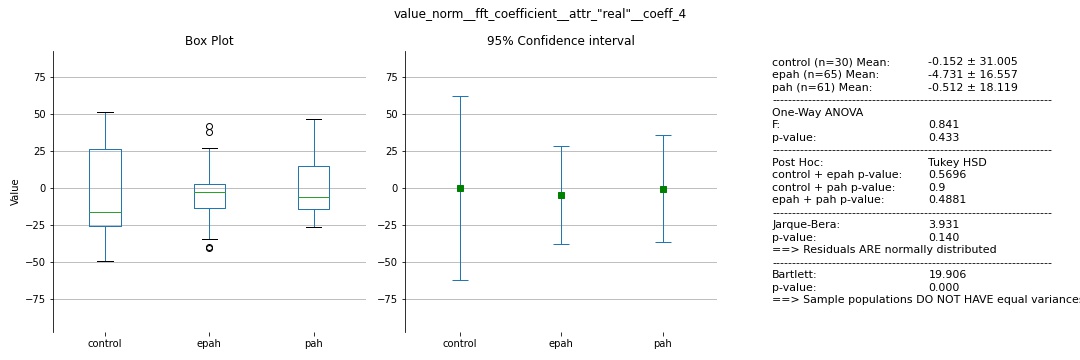 value_norm__fft_coefficient__attr_"real"__coeff_4
Box Plot
95% Confidence interval
Value
75
50
25
0
−25
−50
−75
control epah pah
75
50
25
0
−25
−50
−75
control epah pah
control (n=30) Mean: -0.152 ± 31.005
epah (n=65) Mean: -4.731 ± 16.557
pah (n=61) Mean: -0.512 ± 18.119
One-Way ANOVA
F: 0.841
p-value: 0.433
Post Hoc: Tukey HSD
control + epah p-value: 0.5696
control + pah p-value: 0.9
epah + pah p-value: 0.4881
Jarque-Bera: 3.931
p-value: 0.140
==> Residuals ARE normally distributed
Bartlett: 19.906
p-value: 0.000
==> Sample populations DO NOT HAVE equal variances